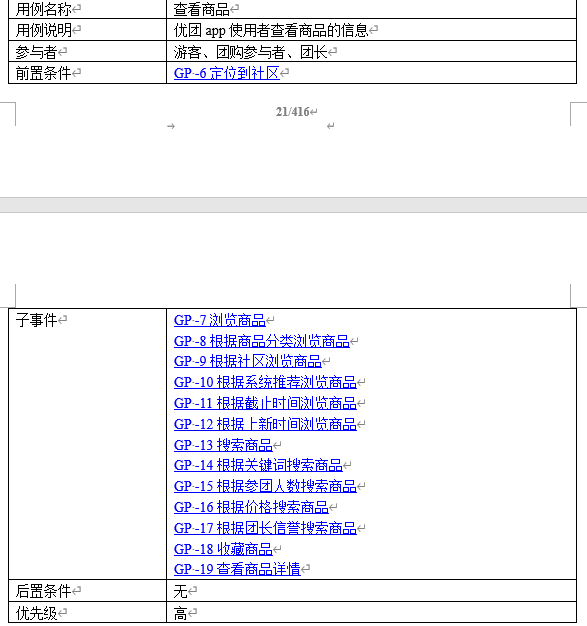 用例名称 查看商品
用例说明 优团 app 使用者查看商品的信息
参与者 游客、团购参与者、团长
前置条件 GP-6 定位到社区
21/416
子事件 GP-7 浏览商品
GP-8 根据商品分类浏览商品
GP-9 根据社区浏览商品
GP-10 根据系统推荐浏览商品
GP-11 根据截止时间浏览商品
GP-12 根据上新时间浏览商品
GP-13 搜索商品
GP-14 根据关键词搜索商品
GP-15 根据参团人数搜索商品
GP-16 根据价格搜索商品
GP-17 根据团长信誉搜索商品
GP-18 收藏商品
GP-19 查看商品详情
后置条件 无
优先级 高